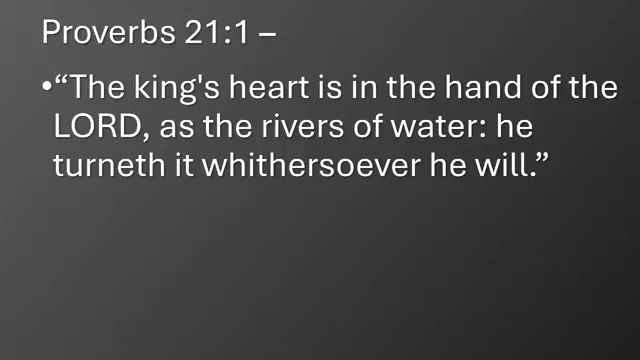 Proverbs 21:1 –
•“The king's heart is in the hand of the
LORD, as the rivers of water: he
turneth it whithersoever he will.”